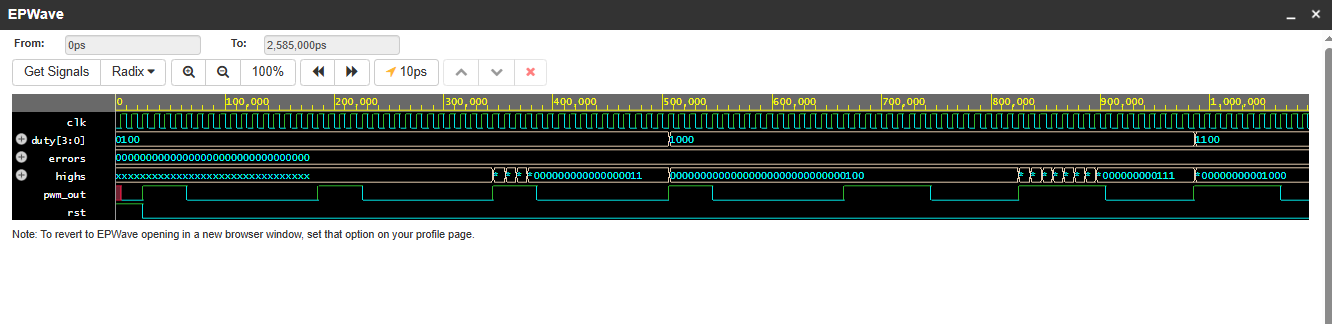 EPWave
From: 0ps To: 2,585,000ps
Get Signals Radix 100% 10ps
0 100,000 200,000 300,000 400,000 500,000 600,000 700,000 800,000 900,000 1,000,000
clk
duty[3:0] 0100 1000 1100
errors 00000000000000000000000000000000
highs xxxxxxxxxxxxxxxxxxxxxxxxxxxxxxxx * * * *0000000000000011 00000000000000000000000000000100 * * * * * * * *000000000111 *00000000001000
pwm_out
rst
Note: To revert to EPWave opening in a new browser window, set that option on your profile page.